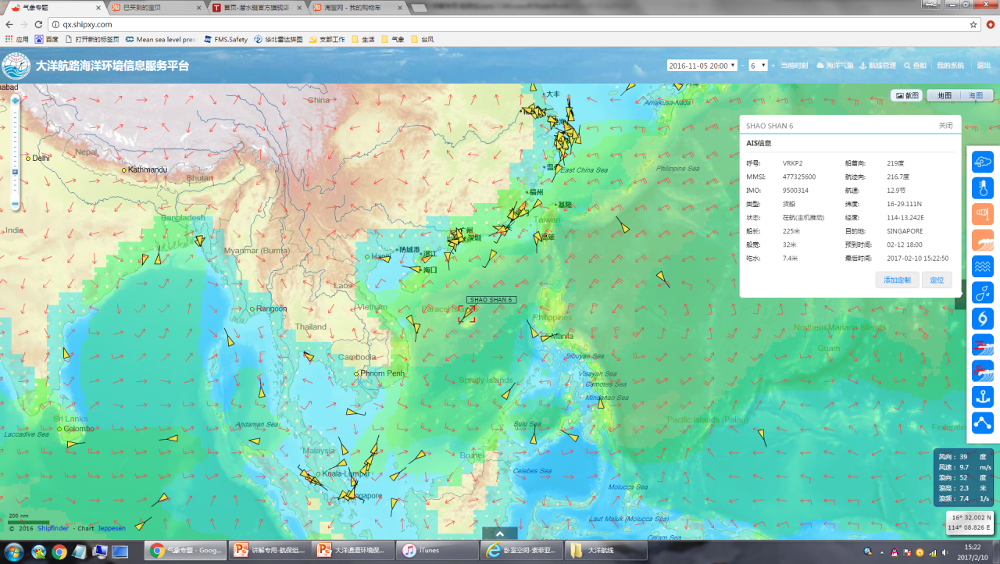 气象专题
已买到的宝贝
首页-潜水艇官方旗舰店-
淘宝网 - 我的购物车
qx.shipxy.com
应用
百度
打开新的标签页
Mean sea level pres
FMS.Safety
华北雷达拼图
支部工作
生活
气象
台风
大洋航路海洋环境信息服务平台
2016-11-05 20:00
-
6
+
当前时刻
海洋气象
航线管理
查船
我的系统
退出
截图
地图
海图
abad
China
大丰
Amakusa-Nada
Nepal
Delhi
Kathmandu
Bhutan
East China Sea
Philippine Sea
福州
基隆
Bangladesh
Taiwan
India
广州
深圳
高雄
Myanmar (Burma)
防城港
湛江
Hanoi
海口
Laos
SHAO SHAN 6
Rangoon
Vietnam
Paracel Islands
Philippines
Thailand
Manila
Northern Mariana Islands
Guam
Cambodia
Sibuyan Sea
Phnom Penh
Visayan Sea
Spratly Islands
Camotes Sea
Mindanao Sea
Sri Lanka
Colombo
Laccadive Sea
Andaman Sea
Sulu Sea
Pacific Islands (Palau)
Federate
Malaysia
Brunei
Kuala-Lumpur
Celebes Sea
Singapore
Molucca Sea
Laut Maluk (Molucca Sea)
Ceram Sea
SHAO SHAN 6
关闭
AIS信息
呼号: VRKP2 船首向: 219度
MMSI: 477325600 航迹向: 216.7度
IMO: 9500314 航速: 12.9节
类型: 货船 纬度: 16-29.111N
状态: 在航(主机推动) 经度: 114-13.242E
船长: 225米 目的地: SINGAPORE
船宽: 32米 预到时间: 02-12 18:00
吃水: 7.4米 最后时间: 2017-02-10 15:22:50
添加定制
定位
风向: 39 度
风速: 9.7 m/s
浪向: 52 度
浪高: 2.3 米
浪频: 7.4 1/s
16° 32.002 N
114° 08.826 E
200 nm
© 2016 Shipfinder - Chart Jeppesen
气象专题 - Goog...
讲解专用-航保组....
大洋通道环境保...
iTunes
卧室空间-索菲亚...
大洋航线
15:22
2017/2/10